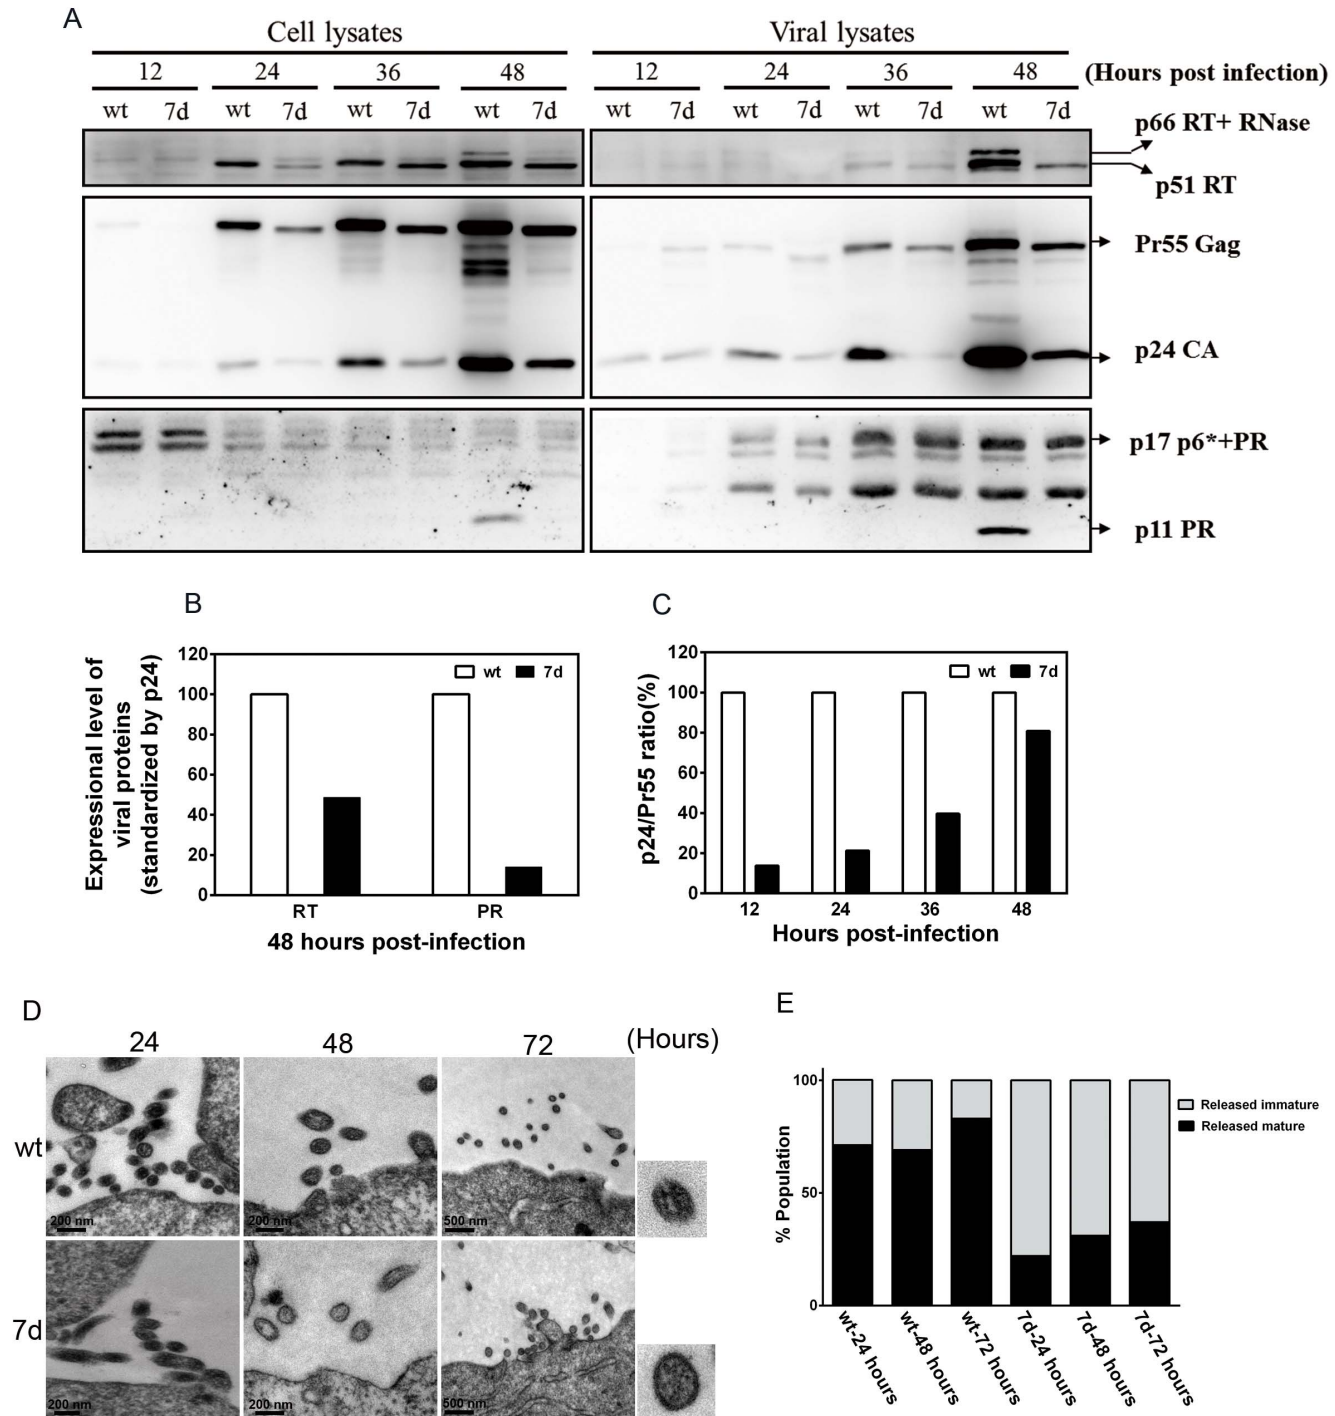 A
Cell lysates
Viral lysates
12 24 36 48 12 24 36 48 (Hours post infection)
wt 7d wt 7d wt 7d wt 7d wt 7d wt 7d wt 7d wt 7d
p66 RT+ RNase
p51 RT
Pr55 Gag
p24 CA
p17 p6*+PR
p11 PR
B
Expressional level of
viral proteins
(standardized by p24)
120
100
80
60
40
20
0
wt 7d
RT PR
48 hours post-infection
C
p24/Pr55 ratio(%)
120
100
80
60
40
20
0
wt 7d
12 24 36 48
Hours post-infection
D
24 48 72 (Hours)
wt
200 nm 200 nm 500 nm
7d
200 nm 200 nm 500 nm
E
% Population
100
50
0
Released immature
Released mature
wt-24 hours
wt-48 hours
wt-72 hours
7d-24 hours
7d-48 hours
7d-72 hours